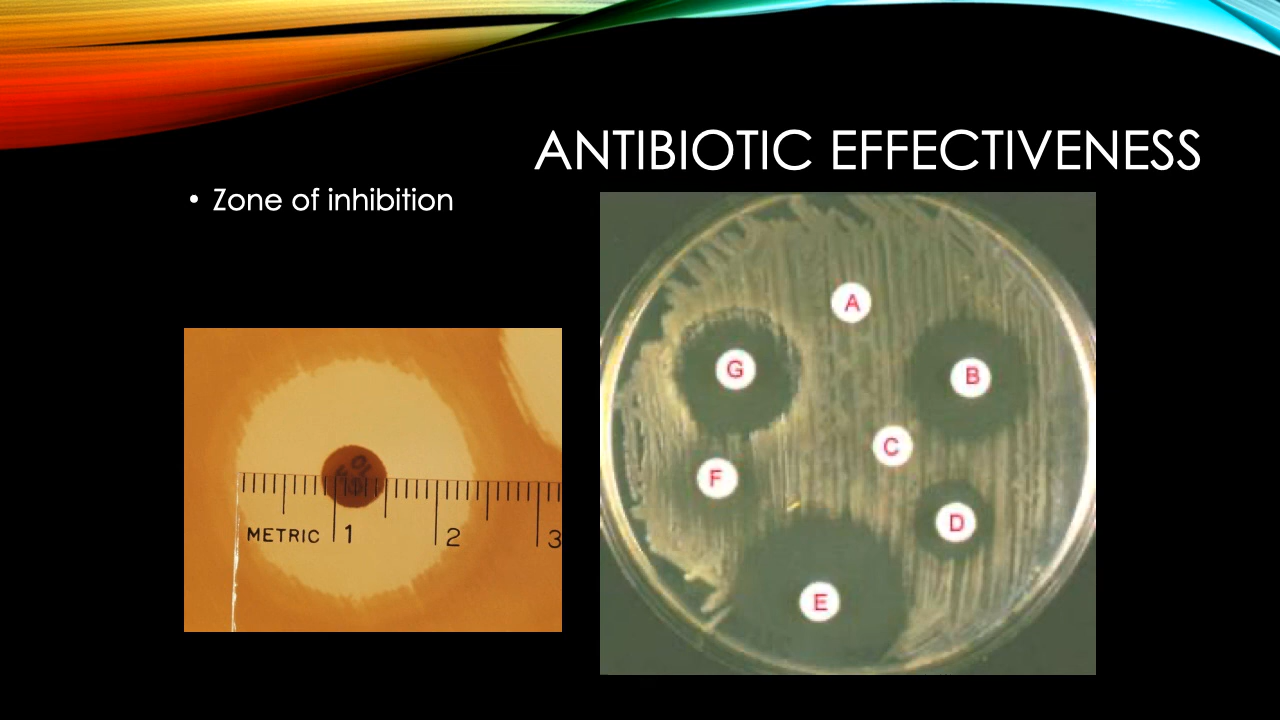 ANTIBIOTIC EFFECTIVENESS
• Zone of inhibition
METRIC 1 2 3
A
G
B
C
F
D
E